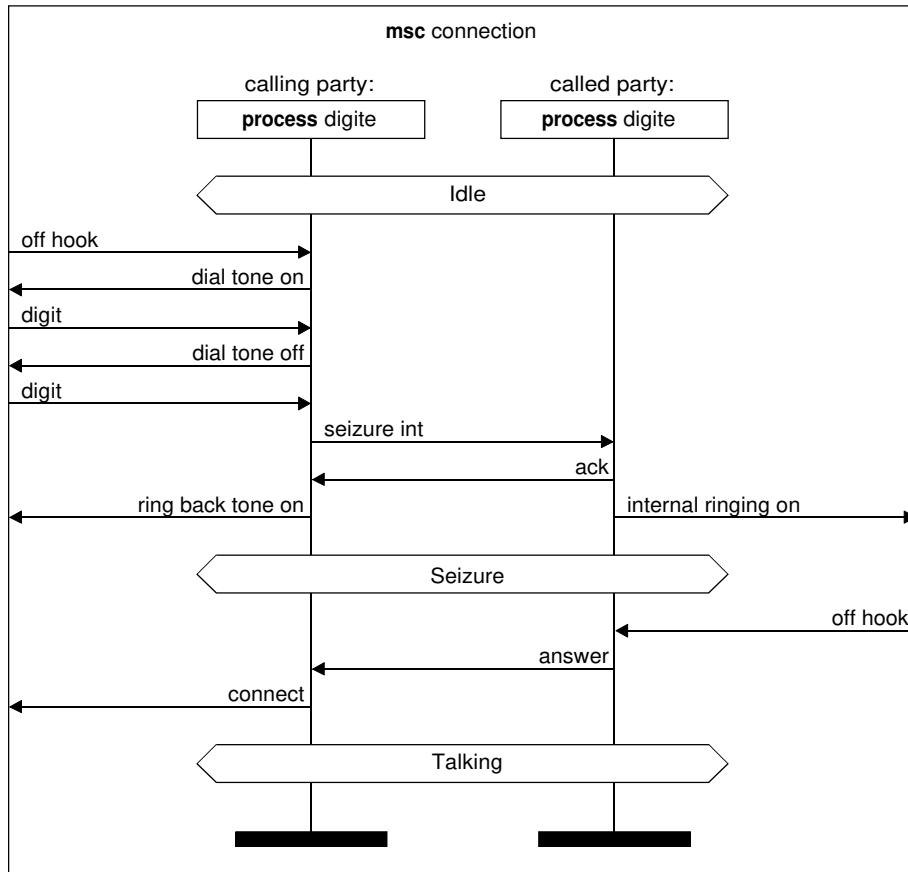 msc connection
calling party:
called party:
process digite
process digite
Idle
off hook
dial tone on
digit
dial tone off
digit
seizure int
ack
ring back tone on
internal ringing on
Seizure
off hook
answer
connect
Talking